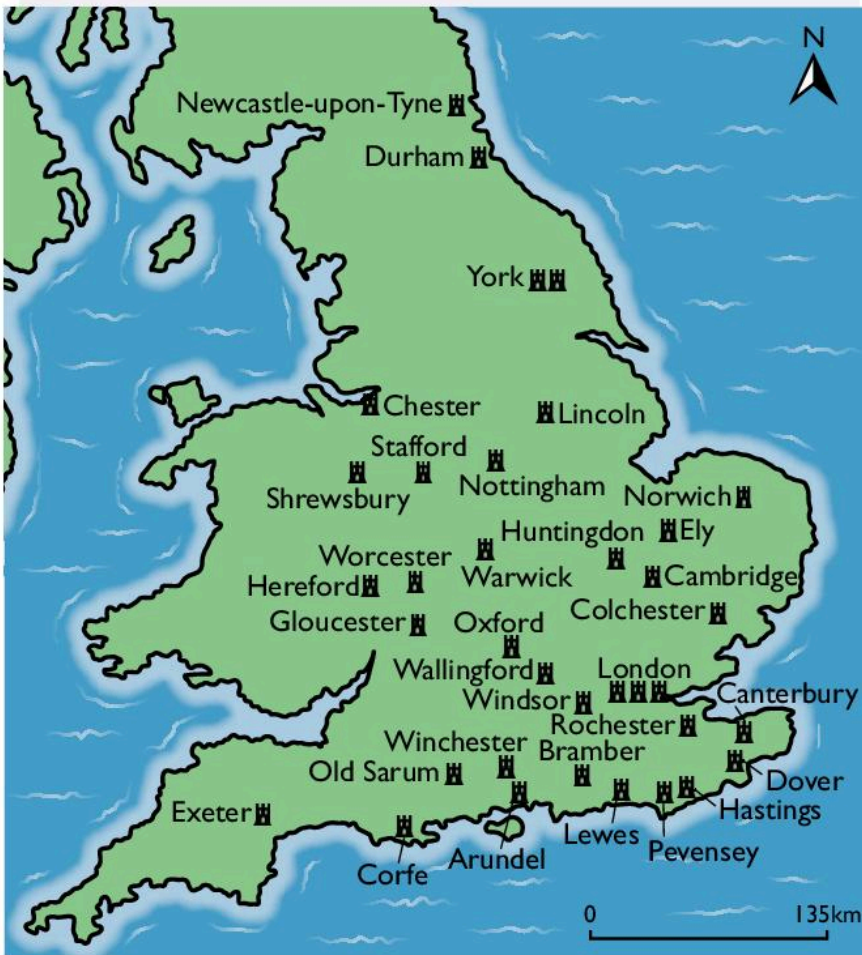 N
Newcastle-upon-Tyne
Durham
York
Chester
Lincoln
Stafford
Shrewsbury
Nottingham
Norwich
Huntingdon
Ely
Worcester
Warwick
Cambridge
Hereford
Colchester
Gloucester
Oxford
Wallingford
London
Windsor
Canterbury
Rochester
Winchester
Bramber
Old Sarum
Dover
Exeter
Hastings
Lewes
Pevensey
Arundel
Corfe
0 135km